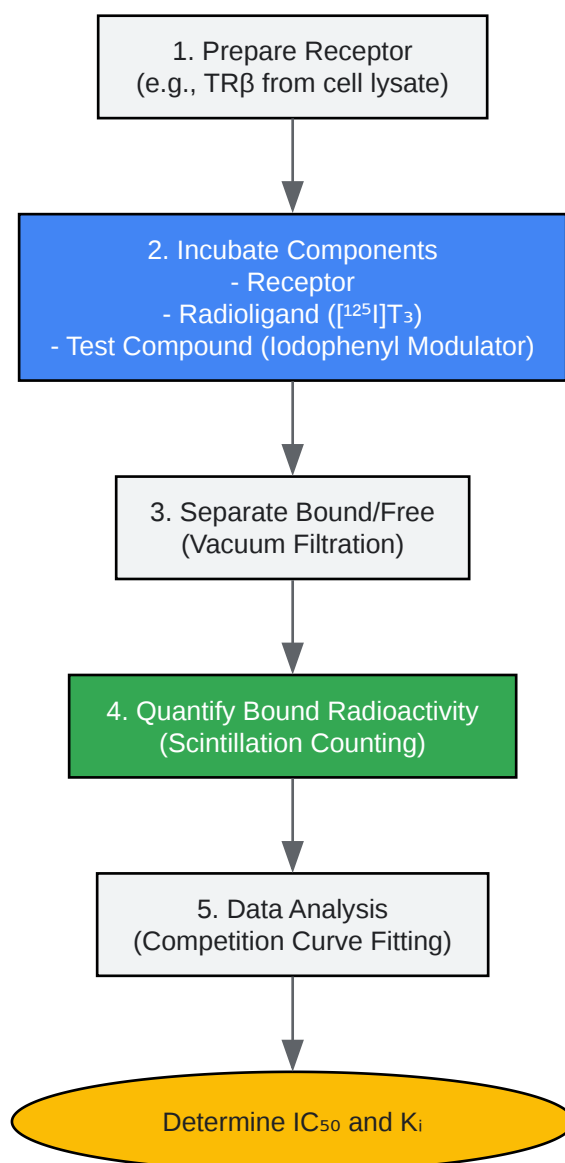 1. Prepare Receptor
(e.g., TRβ from cell lysate)
2. Incubate Components
- Receptor
- Radioligand ([¹²⁵I]T₃)
- Test Compound (Iodophenyl Modulator)
3. Separate Bound/Free
(Vacuum Filtration)
4. Quantify Bound Radioactivity
(Scintillation Counting)
5. Data Analysis
(Competition Curve Fitting)
Determine IC₅₀ and Kᵢ